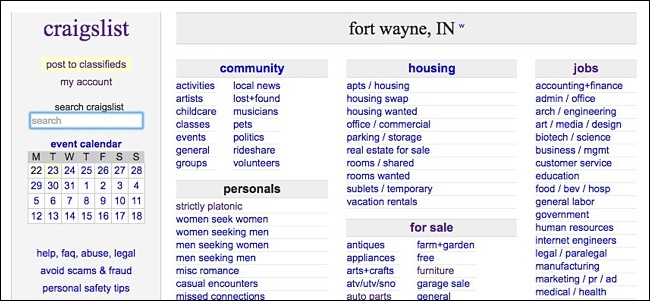 craigslist
post to classifieds
my account
search craigslist
search
event calendar
M T W T F S S
22 23 24 25 26 27 28
29 30 31 1 2 3 4
5 6 7 8 9 10 11
12 13 14 15 16 17 18
help, faq, abuse, legal
avoid scams & fraud
personal safety tips
fort wayne, IN w
community
activities local news
artists lost+found
childcare musicians
classes pets
events politics
general rideshare
groups volunteers
personals
strictly platonic
women seek women
women seeking men
men seeking women
men seeking men
misc romance
casual encounters
missed connections
housing
apts / housing
housing swap
housing wanted
office / commercial
parking / storage
real estate for sale
rooms / shared
rooms wanted
sublets / temporary
vacation rentals
for sale
antiques farm+garden
appliances free
arts+crafts furniture
atv/utv/sno garage sale
auto parts general
jobs
accounting+finance
admin / office
arch / engineering
art / media / design
biotech / science
business / mgmt
customer service
education
food / bev / hosp
general labor
government
human resources
internet engineers
legal / paralegal
manufacturing
marketing / pr / ad
medical / health